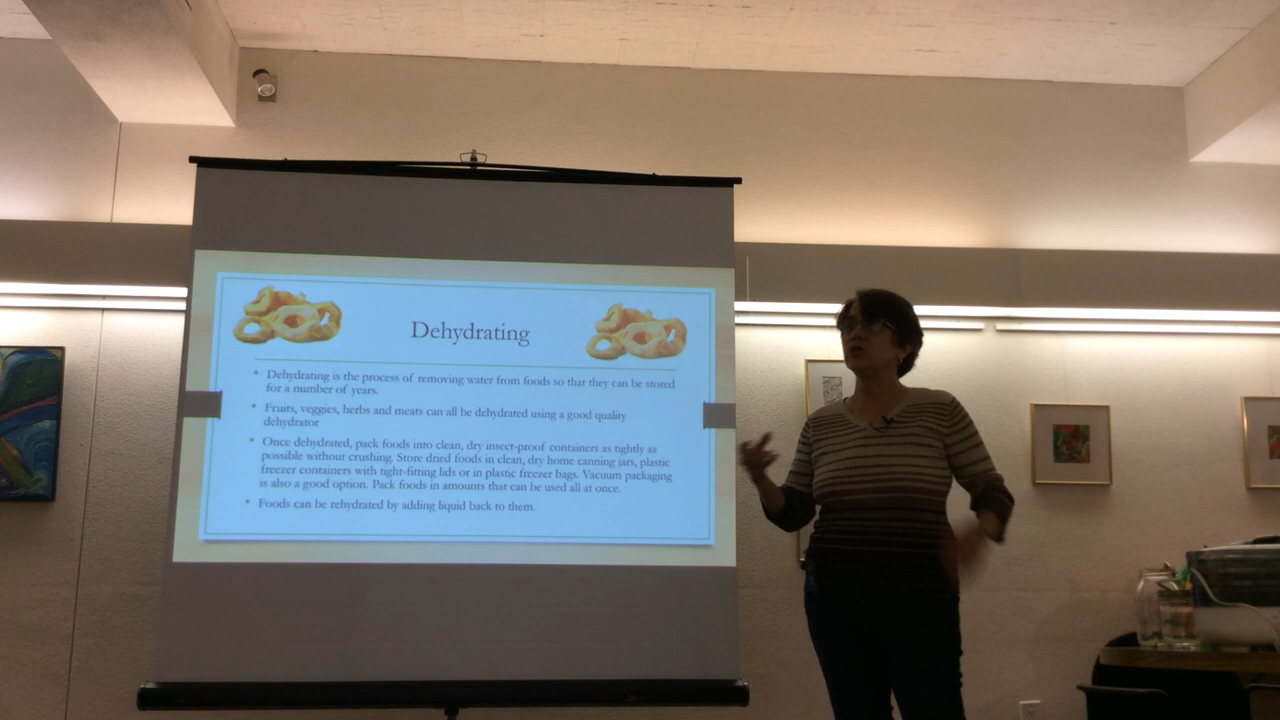 Dehydrating
Dehydrating is the process of removing water from foods so that they can be stored
for a number of years.
Fruits, veggies, herbs and meats can all be dehydrated using a good quality
dehydrator
Once dehydrated, pack foods into clean, dry insect-proof containers as tightly as
possible without crushing. Store dried foods in clean, dry home canning jars, plastic
freezer containers with tight-fitting lids or in plastic freezer bags. Vacuum packaging
is also a good option. Pack foods in amounts that can be used all at once.
Foods can be rehydrated by adding liquid back to them.